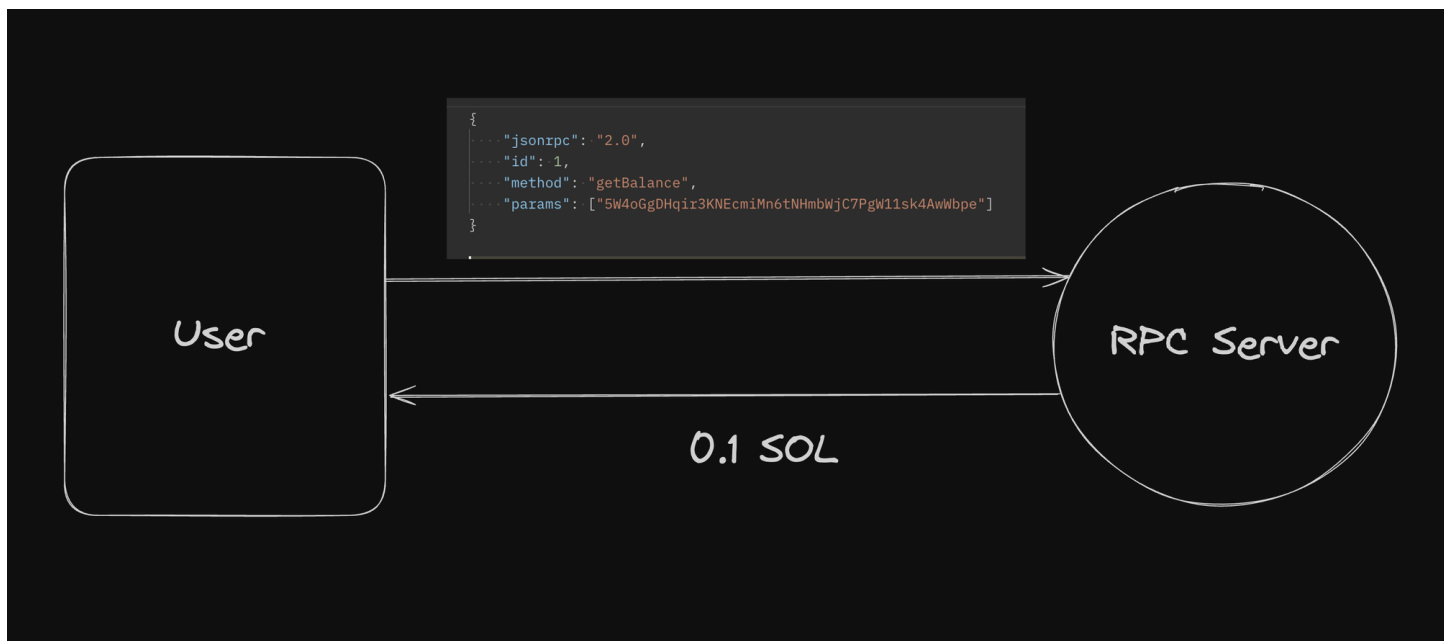 {
"jsonrpc": "2.0",
"id": 1,
"method": "getBalance",
"params": ["5W4oGgDHqir3KNEcmiMn6tNHmbWjC7PgW11sk4AwWbpe"]
}
User
RPC Server
0.1 SOL